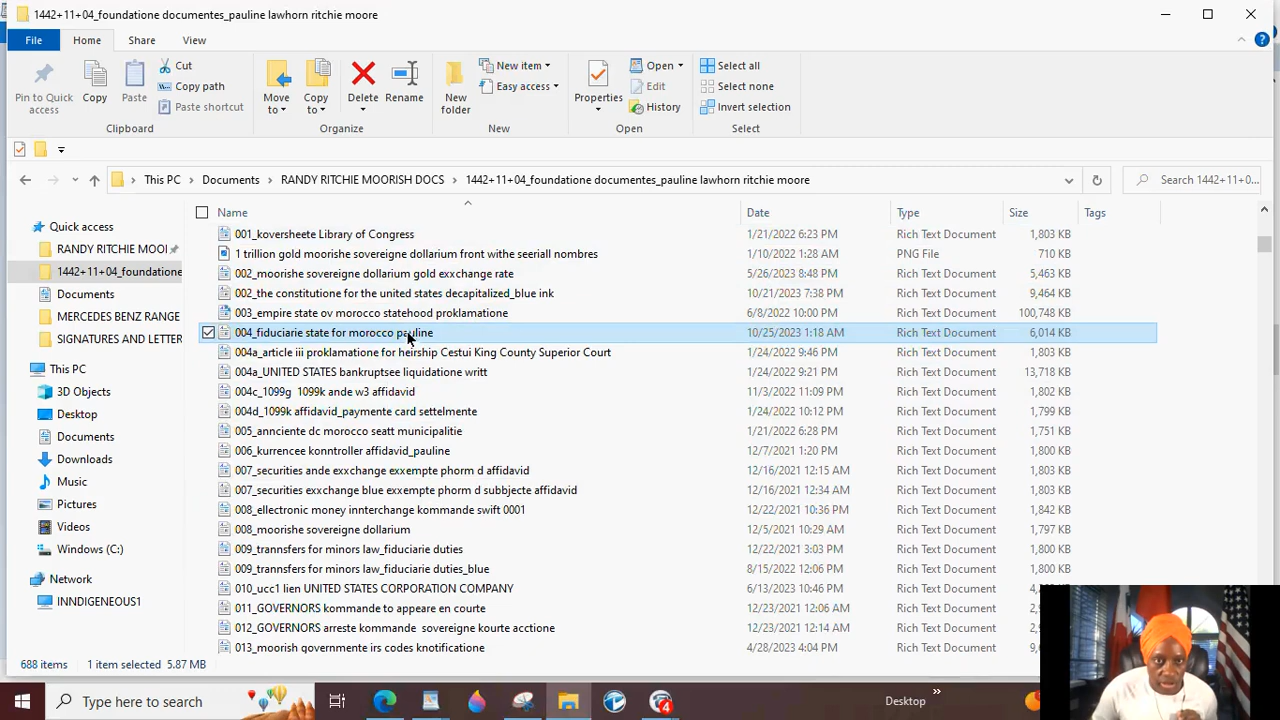 1442+11+04_foundatione documentes_pauline lawhorn ritchie moore
File Home Share View
Pin to Quick access
Copy
Paste
Cut
Copy path
Paste shortcut
Clipboard
Move to
Copy to
Delete
Rename
Organize
New folder
New item
Easy access
New
Properties
Open
Edit
History
Open
Select all
Select none
Invert selection
Select
This PC > Documents > RANDY RITCHIE MOORISH DOCS > 1442+11+04_foundatione documentes_pauline lawhorn ritchie moore
Search 1442+11+0...
Quick access
RANDY RITCHIE MOOI
1442+11+04_foundatione
Documents
MERCEDES BENZ RANGE
SIGNATURES AND LETTER
This PC
3D Objects
Desktop
Documents
Downloads
Music
Pictures
Videos
Windows (C:)
Network
INNDIGENEOUS1
Name Date Type Size Tags
001_koversheete Library of Congress 1/21/2022 6:23 PM Rich Text Document 1,803 KB
1 trillion gold moorishe sovereigne dollarium front withe seeriall nombres 1/10/2022 1:28 AM PNG File 710 KB
002_moorishe sovereigne dollarium gold exxchange rate 5/26/2023 8:48 PM Rich Text Document 5,463 KB
002_the constitutione for the united states decapitalized_blue ink 10/21/2023 7:38 PM Rich Text Document 9,464 KB
003_empire state ov morocco statehood proklamatione 6/8/2022 10:00 PM Rich Text Document 100,748 KB
004_fiduciarie state for morocco pauline 10/25/2023 1:18 AM Rich Text Document 6,014 KB
004a_article iii proklamatione for heirship Cestui King County Superior Court 1/24/2022 9:46 PM Rich Text Document 1,803 KB
004a_UNITED STATES bankruptsee liquidatione writt 1/24/2022 9:21 PM Rich Text Document 13,718 KB
004c_1099g 1099k ande w3 affidavid 11/3/2022 11:09 PM Rich Text Document 1,802 KB
004d_1099k affidavid_paymente card settelmente 1/24/2022 10:12 PM Rich Text Document 1,799 KB
005_annciente dc morocco seatt municipalitie 1/21/2022 6:28 PM Rich Text Document 1,751 KB
006_kurrencee konntroller affidavid_pauline 12/7/2021 1:20 PM Rich Text Document 1,803 KB
007_securities ande exxchange exxempte phorm d affidavid 12/16/2021 12:15 AM Rich Text Document 1,803 KB
007_securities exxchange blue exxempte phorm d subbjecte affidavid 12/16/2021 12:34 AM Rich Text Document 1,803 KB
008_ellectronic money innterchange kommande swift 0001 12/22/2021 10:36 PM Rich Text Document 1,842 KB
008_moorishe sovereigne dollarium 12/5/2021 10:29 AM Rich Text Document 1,797 KB
009_trannsfers for minors law_fiduciarie duties 12/22/2021 3:03 PM Rich Text Document 1,800 KB
009_trannsfers for minors law_fiduciarie duties_blue 8/15/2022 12:06 PM Rich Text Document 1,800 KB
010_ucc1 lien UNITED STATES CORPORATION COMPANY 6/13/2023 10:46 PM Rich Text Document 4,
011_GOVERNORS kommande to appeare en courte 12/23/2021 12:06 AM Rich Text Document 2,
012_GOVERNORS arreste kommande sovereigne kourte acctione 12/23/2021 12:14 AM Rich Text Document 2,
013_moorish governmente irs codes knotificatione 4/28/2023 4:04 PM Rich Text Document 9,
688 items 1 item selected 5.87 MB
Type here to search
4
Desktop